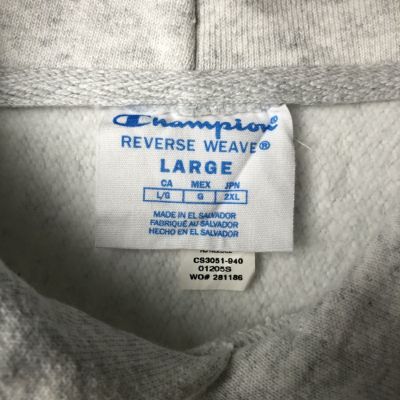 Champion®
REVERSE WEAVE®
LARGE
CA MEX JPN
L/G G 2XL
MADE IN EL SALVADOR
FABRIQUÉ AU SALVADOR
HECHO EN EL SALVADOR
CS3051-940
01205S
WO# 281186